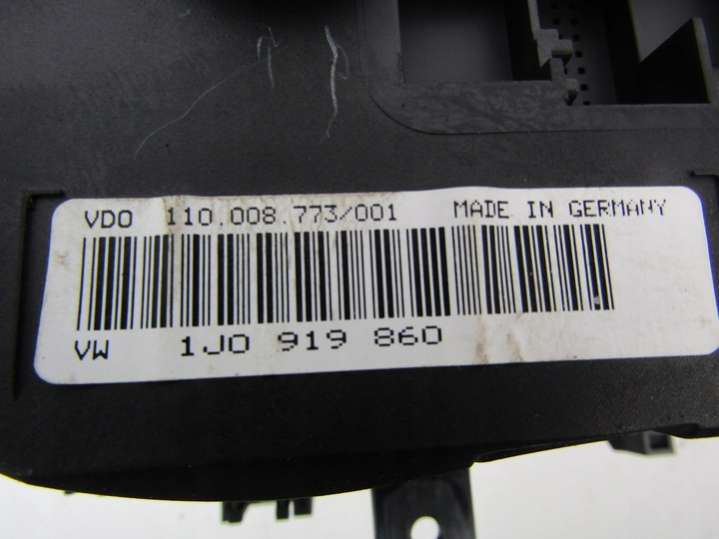 VDO 110.008.773/001 MADE IN GERMANY
VW 1J0 919 860